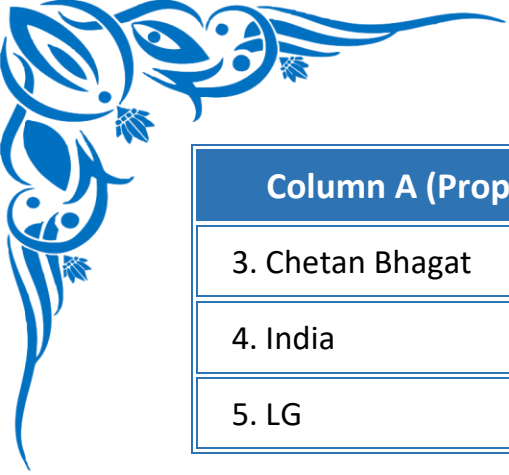 Column A (Prop
3. Chetan Bhagat
4. India
5. LG